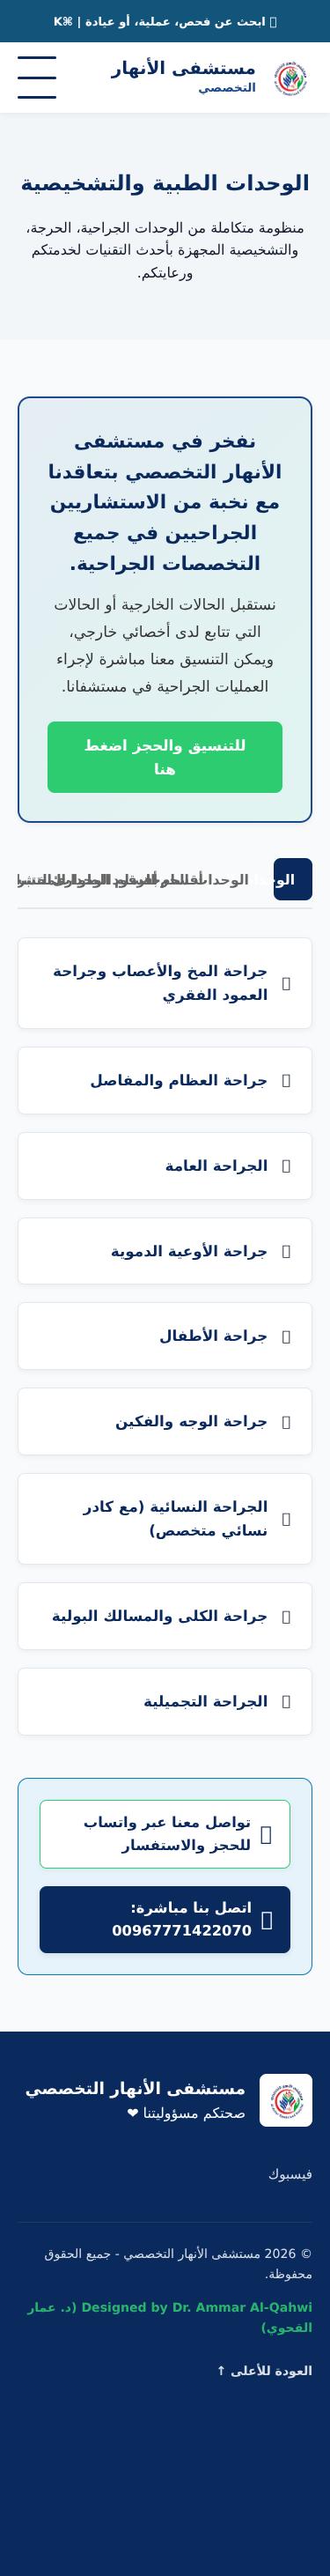 ابحث عن فحص، عملية، أو عيادة | ⌘K
مستشفى الأنهار
التخصصي
الوحدات الطبية والتشخيصية
منظومة متكاملة من الوحدات الجراحية، الحرجة،
والتشخيصية المجهزة بأحدث التقنيات لخدمتكم
ورعايتكم.
نفخر في مستشفى
الأنهار التخصصي بتعاقدنا
مع نخبة من الاستشاريين
الجراحيين في جميع
التخصصات الجراحية.
نستقبل الحالات الخارجية أو الحالات
التي تتابع لدى أخصائي خارجي،
ويمكن التنسيق معنا مباشرة لإجراء
العمليات الجراحية في مستشفانا.
للتنسيق والحجز اضغط
هنا
الوحدات
جراحة المخ والأعصاب وجراحة
العمود الفقري
جراحة العظام والمفاصل
الجراحة العامة
جراحة الأوعية الدموية
جراحة الأطفال
جراحة الوجه والفكين
الجراحة النسائية (مع كادر
نسائي متخصص)
جراحة الكلى والمسالك البولية
الجراحة التجميلية
تواصل معنا عبر واتساب
للحجز والاستفسار
اتصل بنا مباشرة:
00967771422070
مستشفى الأنهار التخصصي
صحتكم مسؤوليتنا ❤
فيسبوك
© 2026 مستشفى الأنهار التخصصي - جميع الحقوق
محفوظة.
Designed by Dr. Ammar Al-Qahwi (د. عمار
القحوي)
العودة للأعلى ↑